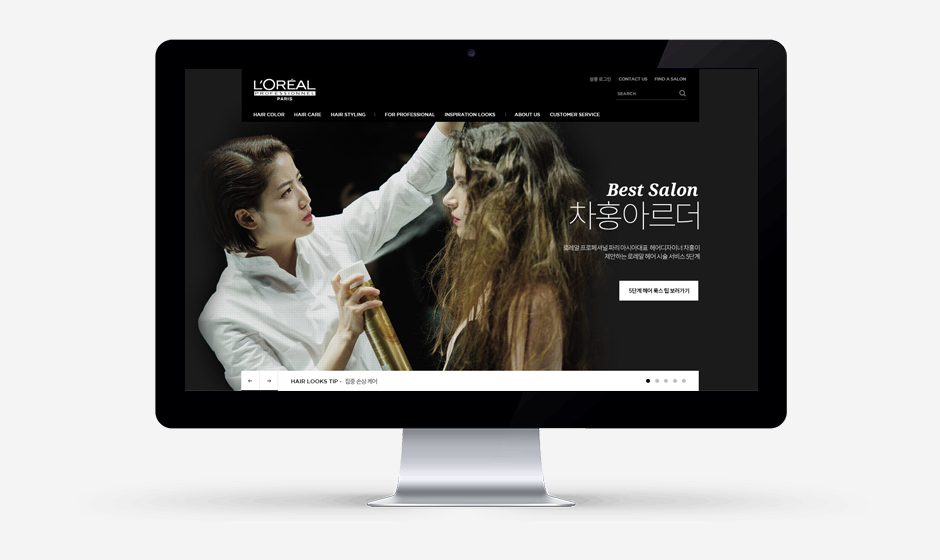 L'ORÉAL
PROFESSIONNEL
PARIS
살롱 로그인 CONTACT US FIND A SALON
SEARCH
HAIR COLOR HAIR CARE HAIR STYLING | FOR PROFESSIONAL INSPIRATION LOOKS | ABOUT US CUSTOMER SERVICE
Best Salon
차홍아르더
로레알 프로페셔널 파리 아시아대표 헤어디자이너 차홍이
제안하는 로레알 헤어 시술 서비스 5단계
5단계 헤어 룩스 팁 보러가기
← → HAIR LOOKS TIP - 집중 손상 케어